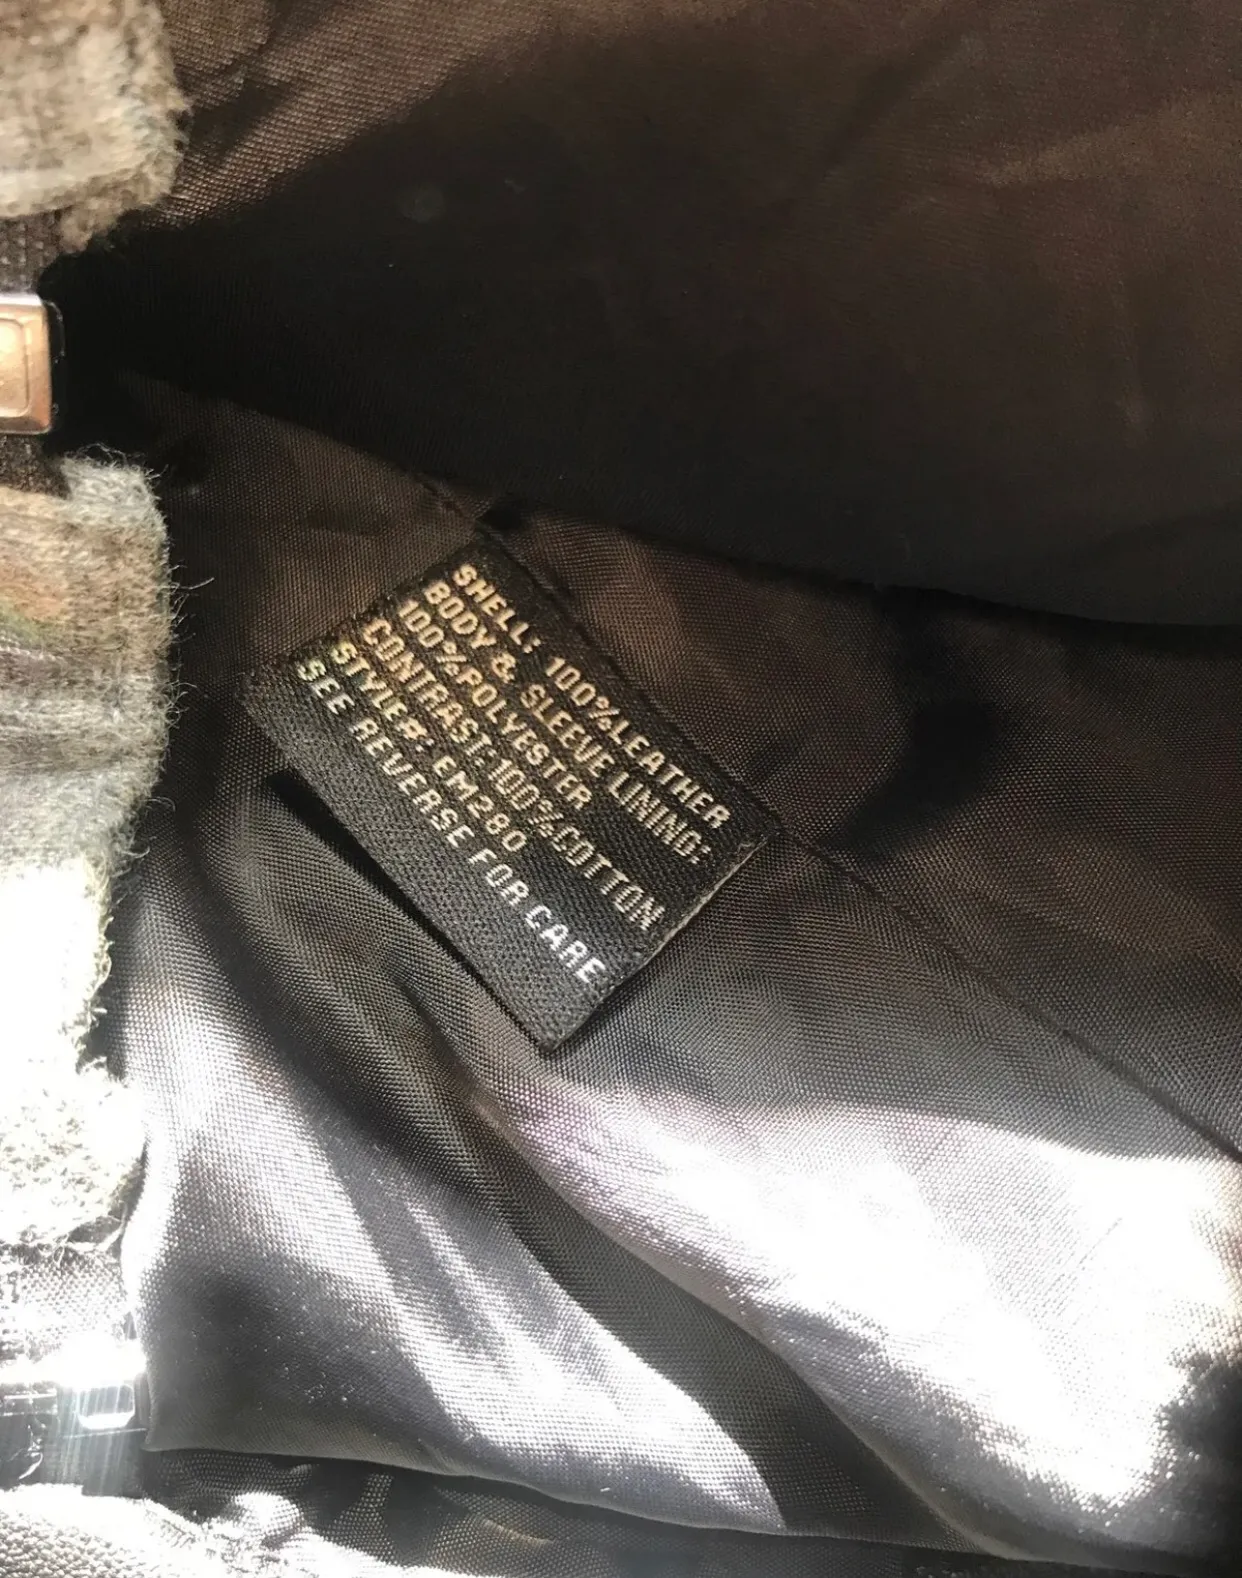 SHELL: 100%LEATHER
BODY & SLEEVE LINING:
100%POLYESTER
CONTRAST:100%COTTON
STYLE#: EM280
SEE REVERSE FOR CARE